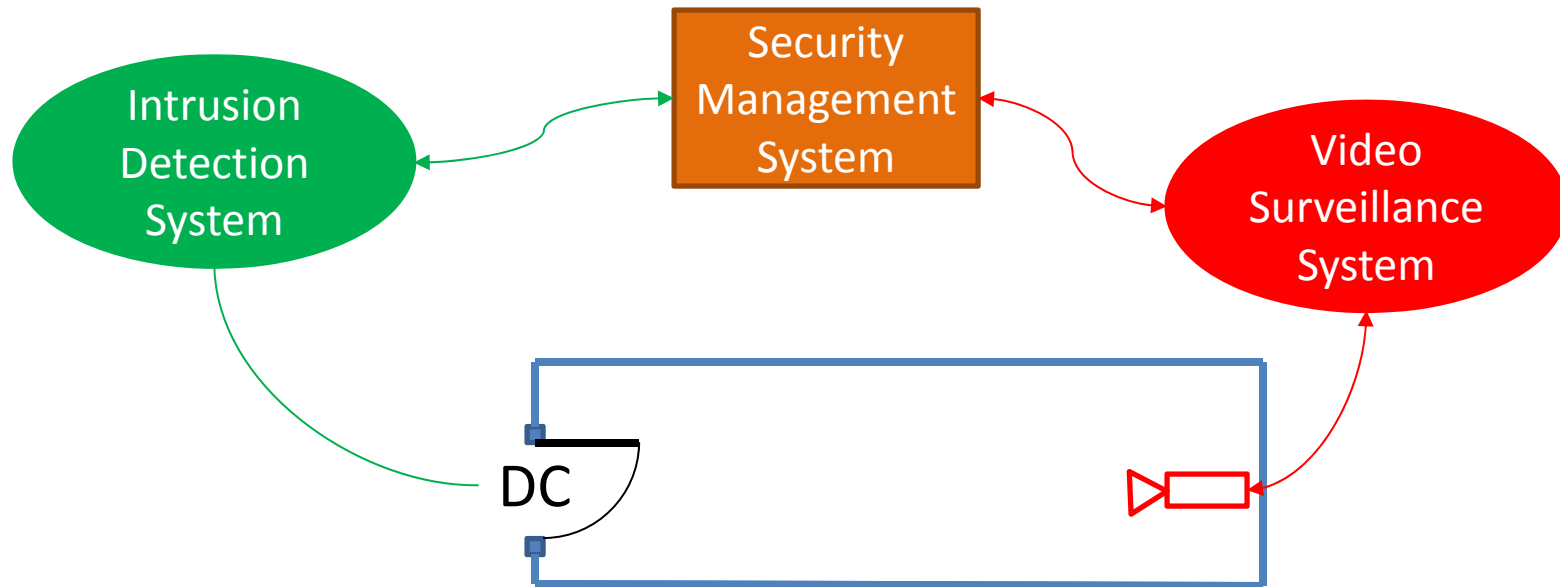 Intrusion
Detection
System
Security
Management
System
Video
Surveillance
System
DC